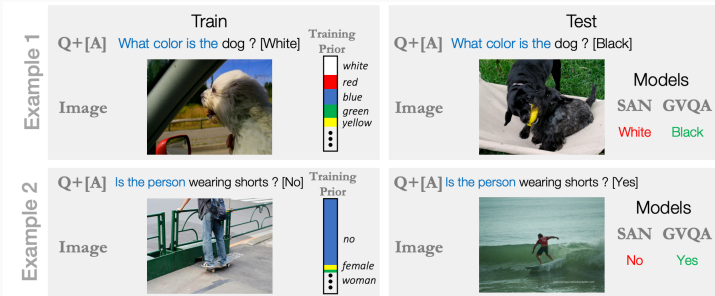 Train
Test
Example 1
Q+[A] What color is the dog ? [White]
Training
Prior
white
red
blue
green
yellow
Image
Q+[A] What color is the dog ? [Black]
Image
Models
SAN GVQA
White Black
Example 2
Q+[A] Is the person wearing shorts ? [No]
Training
Prior
no
female
woman
Image
Q+[A] Is the person wearing shorts ? [Yes]
Image
Models
SAN GVQA
No Yes